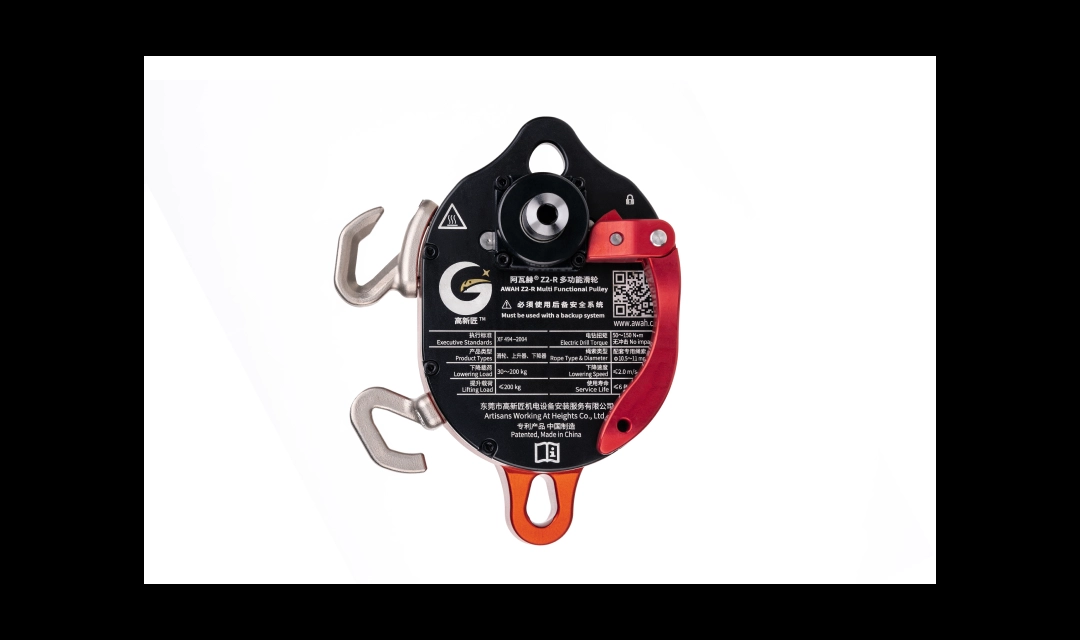 阿瓦赫® Z2-R 多功能滑轮
AWAH Z2-R Multi Functional Pulley
必须使用后备安全系统
Must be used with a backup system
高新匠™
www.awah.c
执行标准
Executive Standards
XF 494-2004
电钻扭矩
Electric Drill Torque
50~150 N•m
无冲击 No impa
产品类型
Product Types
滑轮、上升器、下降器
绳索类型
Rope Type & Diameter
配套专用绳索
Φ10.5~11 mm
下降载荷
Lowering Load
30~200 kg
下降速度
Lowering Speed
≤2.0 m/s
提升载荷
Lifting Load
≤200 kg
使用寿命
Service Life
≤6
东莞市高新匠机电设备安装服务有限公司
Artisans Working At Heights Co., Ltd
专利产品 中国制造
Patented, Made in China